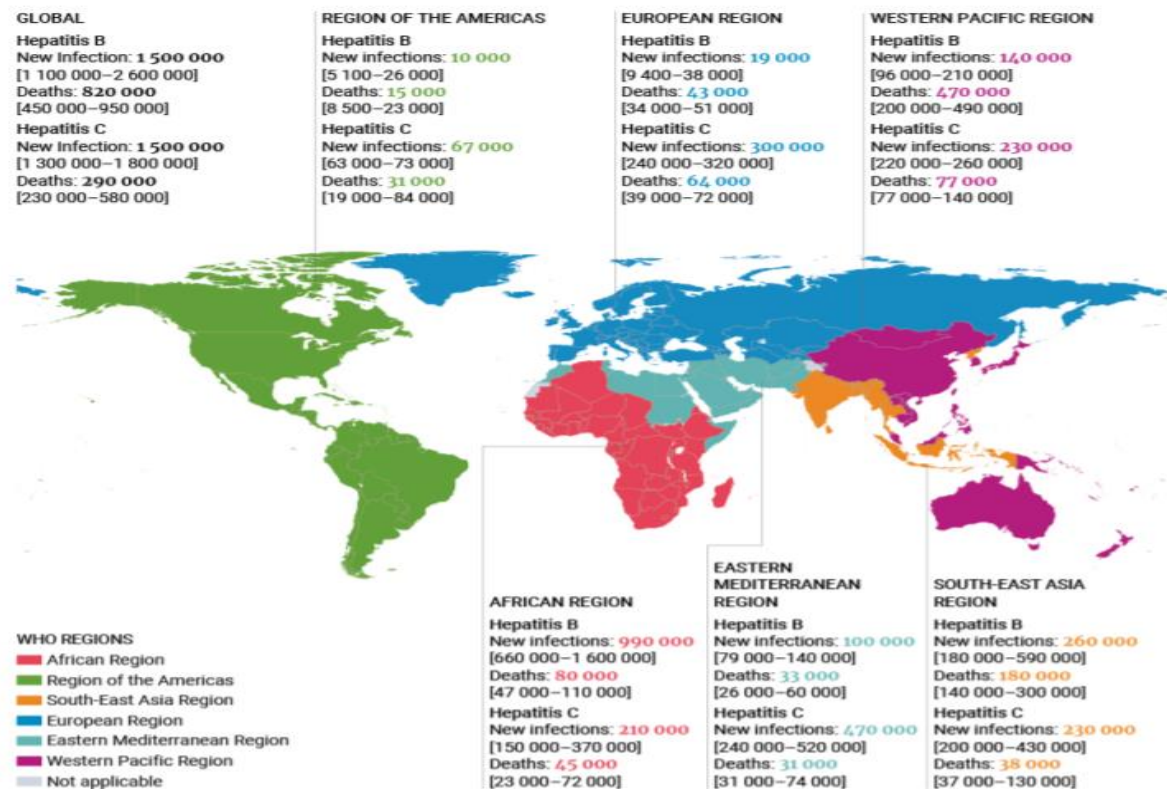 GLOBAL
Hepatitis B
New Infection: 1 500 000
[1 100 000–2 600 000]
Deaths: 820 000
[450 000–950 000]
Hepatitis C
New Infection: 1 500 000
[1 300 000–1 800 000]
Deaths: 290 000
[230 000–580 000]
REGION OF THE AMERICAS
Hepatitis B
New infections: 10 000
[5 100–26 000]
Deaths: 15 000
[8 500–23 000]
Hepatitis C
New infections: 67 000
[63 000–73 000]
Deaths: 31 000
[19 000–84 000]
EUROPEAN REGION
Hepatitis B
New infections: 19 000
[9 400–38 000]
Deaths: 43 000
[34 000–51 000]
Hepatitis C
New infections: 300 000
[240 000–320 000]
Deaths: 64 000
[39 000–72 000]
WESTERN PACIFIC REGION
Hepatitis B
New infections: 140 000
[96 000–210 000]
Deaths: 470 000
[200 000–490 000]
Hepatitis C
New infections: 230 000
[220 000–260 000]
Deaths: 77 000
[77 000–140 000]
WHO REGIONS
African Region
Region of the Americas
South-East Asia Region
European Region
Eastern Mediterranean Region
Western Pacific Region
Not applicable
AFRICAN REGION
Hepatitis B
New infections: 990 000
[660 000–1 600 000]
Deaths: 80 000
[47 000–110 000]
Hepatitis C
New infections: 210 000
[150 000–370 000]
Deaths: 45 000
[23 000–72 000]
EASTERN
MEDITERRANEAN
REGION
Hepatitis B
New infections: 100 000
[79 000–140 000]
Deaths: 33 000
[26 000–60 000]
Hepatitis C
New infections: 470 000
[240 000–520 000]
Deaths: 31 000
[31 000–74 000]
SOUTH-EAST ASIA
REGION
Hepatitis B
New infections: 260 000
[180 000–590 000]
Deaths: 180 000
[140 000–300 000]
Hepatitis C
New infections: 230 000
[200 000–430 000]
Deaths: 38 000
[37 000–130 000]